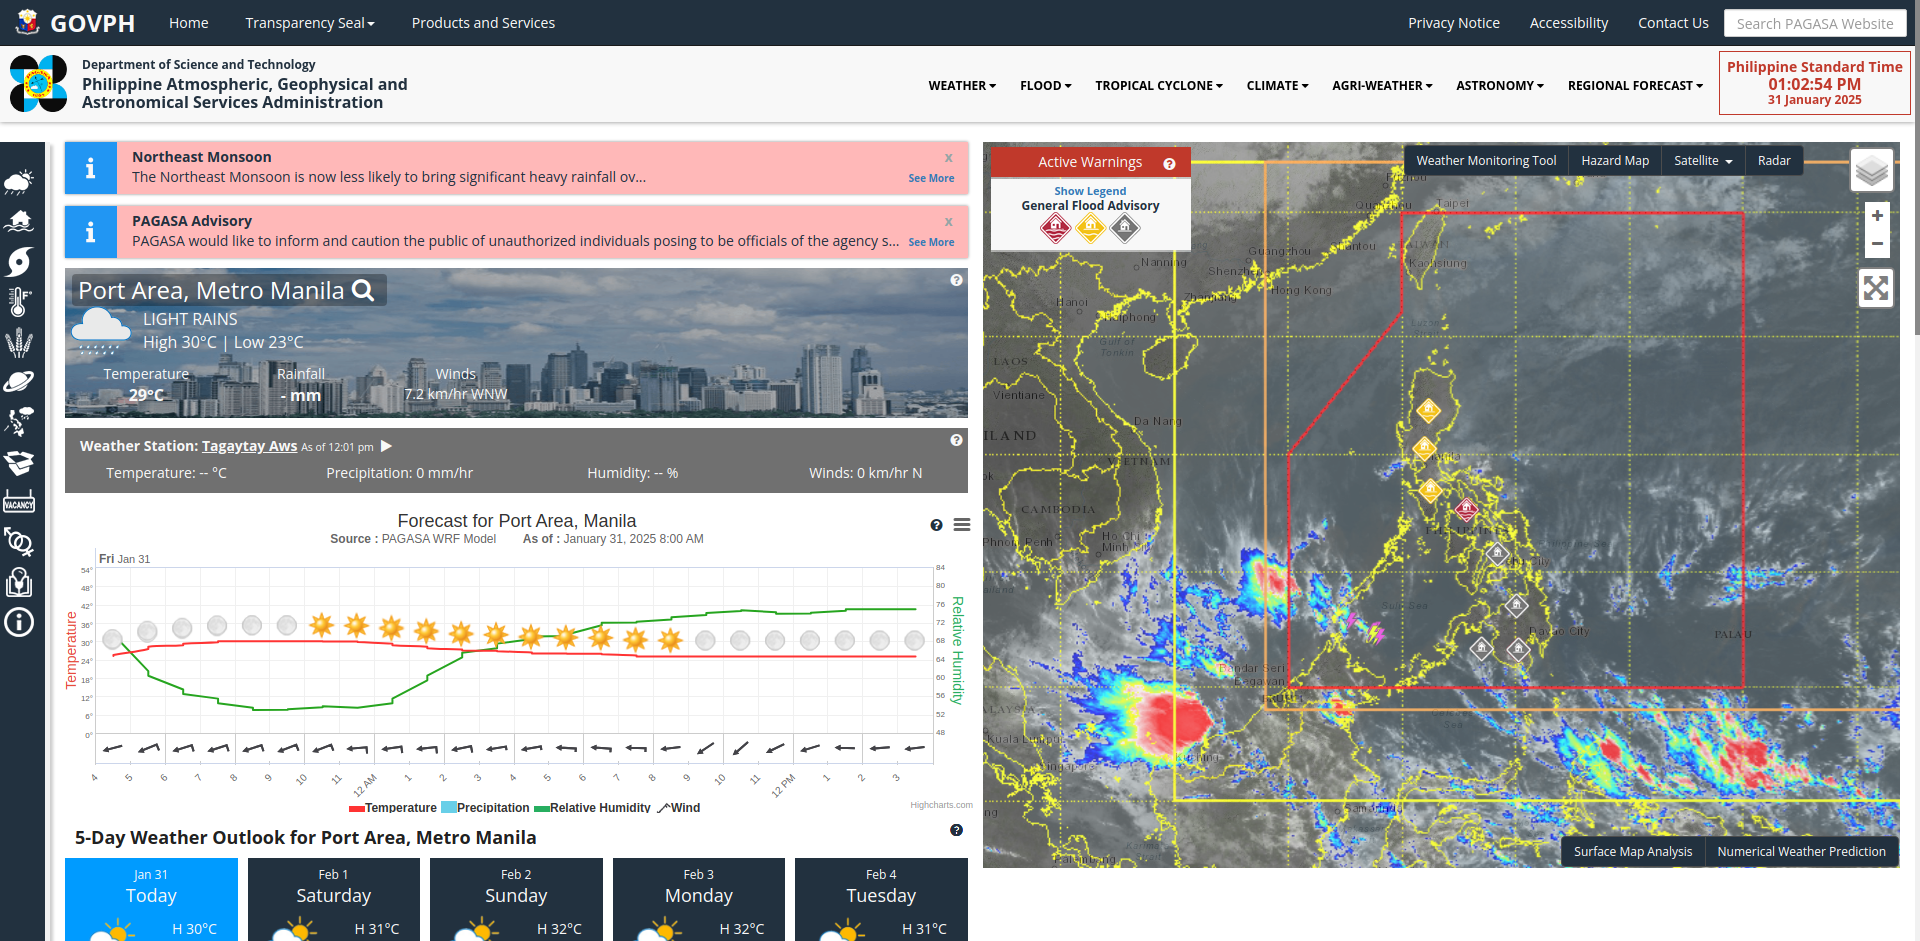 GOVPH Home Transparency Seal Products and Services Privacy Notice Accessibility Contact Us Search PAGASA Website
Department of Science and Technology
Philippine Atmospheric, Geophysical and
Astronomical Services Administration
WEATHER FLOOD TROPICAL CYCLONE CLIMATE AGRI-WEATHER ASTRONOMY REGIONAL FORECAST
Philippine Standard Time
01:02:54 PM
31 January 2025
VACANCY
Northeast Monsoon x
The Northeast Monsoon is now less likely to bring significant heavy rainfall ov... See More
PAGASA Advisory x
PAGASA would like to inform and caution the public of unauthorized individuals posing to be officials of the agency s... See More
Port Area, Metro Manila
LIGHT RAINS
High 30°C | Low 23°C
Temperature Rainfall Winds
29°C - mm 7.2 km/hr WNW
Weather Station: Tagaytay Aws As of 12:01 pm
Temperature: -- °C Precipitation: 0 mm/hr Humidity: -- % Winds: 0 km/hr N
Forecast for Port Area, Manila
Source : PAGASA WRF Model As of : January 31, 2025 8:00 AM
Fri Jan 31
Temperature
54°
48°
42°
36°
30°
24°
18°
12°
6°
0°
84
80
76
72
68
64
60
56
52
48
Relative Humidity
4 5 6 7 8 9 10 11 12 AM 1 2 3 4 5 6 7 8 9 10 11 12 PM 1 2 3
Temperature Precipitation Relative Humidity Wind
Highcharts.com
5-Day Weather Outlook for Port Area, Metro Manila
Jan 31 Feb 1 Feb 2 Feb 3 Feb 4
Today Saturday Sunday Monday Tuesday
H 30°C H 31°C H 32°C H 32°C H 31°C
Active Warnings
Show Legend
General Flood Advisory
Weather Monitoring Tool Hazard Map Satellite Radar
+
−
Taipei
TAIWAN
Kaohsiung
Guangzhou
Shantou
Nanning
Shenzhen
Hong Kong
Zhanjiang
Hanoi
Haiphong
Gulf of
Tonkin
LAOS
Vientiane
Da Nang
ILAND
VIETNAM
CAMBODIA
Phnom Penh
Ho Chi
Minh
Sulu Sea
Davao City
PALAU
Bandar Seri
Begawan
Kuala Lumpur
Kuching
Samarinda
Surface Map Analysis Numerical Weather Prediction